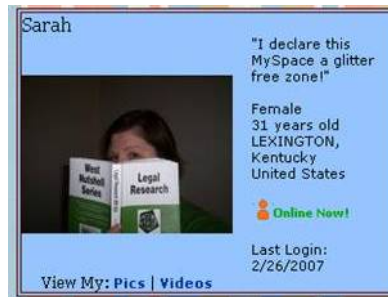 Sarah
"I declare this
MySpace a glitter
free zone!"
Female
31 years old
LEXINGTON,
Kentucky
United States
Online Now!
Last Login:
2/26/2007
West
Nutshell
Series
Legal
Research
View My: Pics | Videos